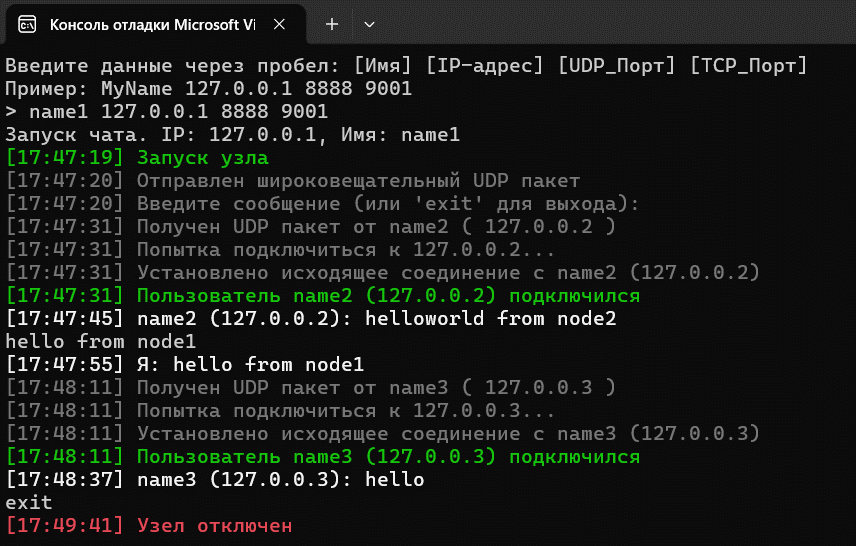 Консоль отладки Microsoft Vi
Введите данные через пробел: [Имя] [IP-адрес] [UDP_Порт] [TCP_Порт]
Пример: MyName 127.0.0.1 8888 9001
> name1 127.0.0.1 8888 9001
Запуск чата. IP: 127.0.0.1, Имя: name1
[17:47:19] Запуск узла
[17:47:20] Отправлен широковещательный UDP пакет
[17:47:20] Введите сообщение (или 'exit' для выхода):
[17:47:31] Получен UDP пакет от name2 ( 127.0.0.2 )
[17:47:31] Попытка подключиться к 127.0.0.2...
[17:47:31] Установлено исходящее соединение с name2 (127.0.0.2)
[17:47:31] Пользователь name2 (127.0.0.2) подключился
[17:47:45] name2 (127.0.0.2): helloworld from node2
hello from node1
[17:47:55] Я: hello from node1
[17:48:11] Получен UDP пакет от name3 ( 127.0.0.3 )
[17:48:11] Попытка подключиться к 127.0.0.3...
[17:48:11] Установлено исходящее соединение с name3 (127.0.0.3)
[17:48:11] Пользователь name3 (127.0.0.3) подключился
[17:48:37] name3 (127.0.0.3): hello
exit
[17:49:41] Узел отключен